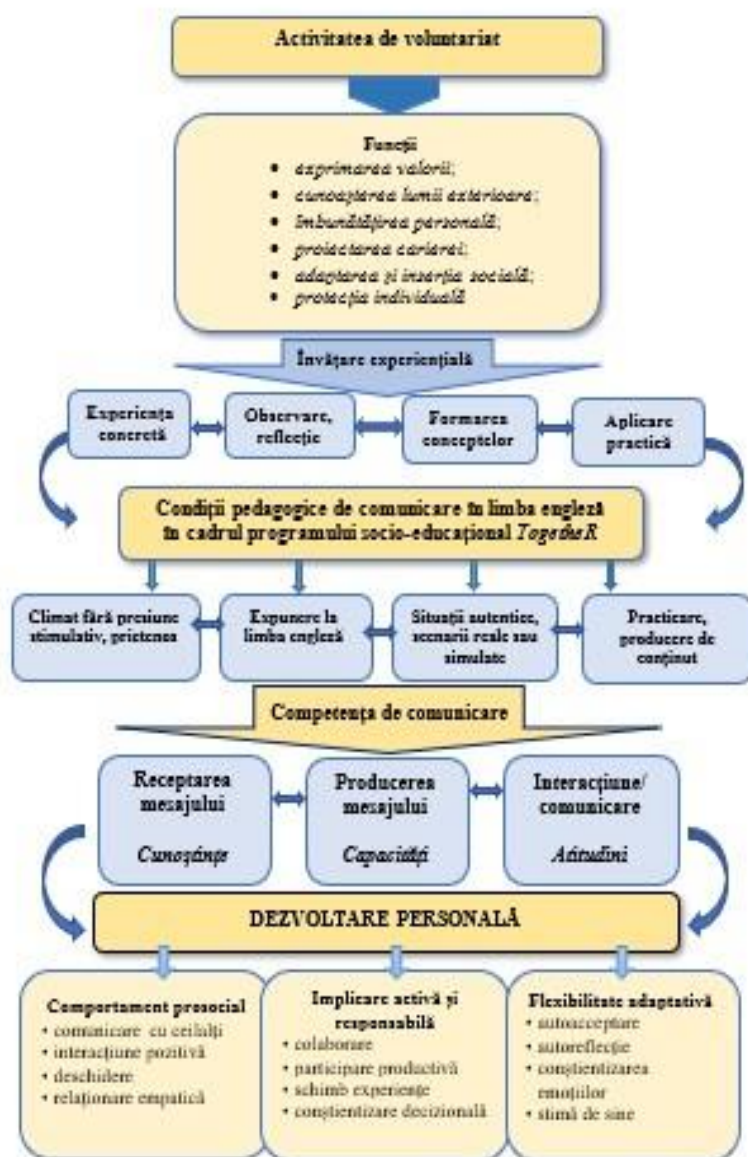 Activitatea de voluntariat
Funcții
• exprimarea valorii;
• cunoașterea lumii exterioare;
• îmbunătățirea personală;
• proiectarea carierei;
• adaptarea și inserția socială;
• protecția individuală
Învățare experiențială
Experiența
concretă
Observare,
reflecție
Formarea
conceptelor
Aplicare
practică
Condiții pedagogice de comunicare în limba engleză
în cadrul programului socio-educațional TogetheR
Climat fără presiune
stimulativ, prietenos
Expunere la
limba engleză
Situații autentice,
scenarii reale sau
simulate
Practicare,
producere de
conținut
Competența de comunicare
Receptarea
mesajului
Cunoștințe
Producerea
mesajului
Capacități
Interacțiune/
comunicare
Atitudini
DEZVOLTARE PERSONALĂ
Comportament prosocial
• comunicare cu ceilalți
• interacțiune pozitivă
• deschidere
• relaționare empatică
Implicare activă și
responsabilă
• colaborare
• participare productivă
• schimb experiențe
• conștientizare decizională
Flexibilitate adaptativă
• autoacceptare
• autoreflecție
• conștientizarea
emoțiilor
• stimă de sine